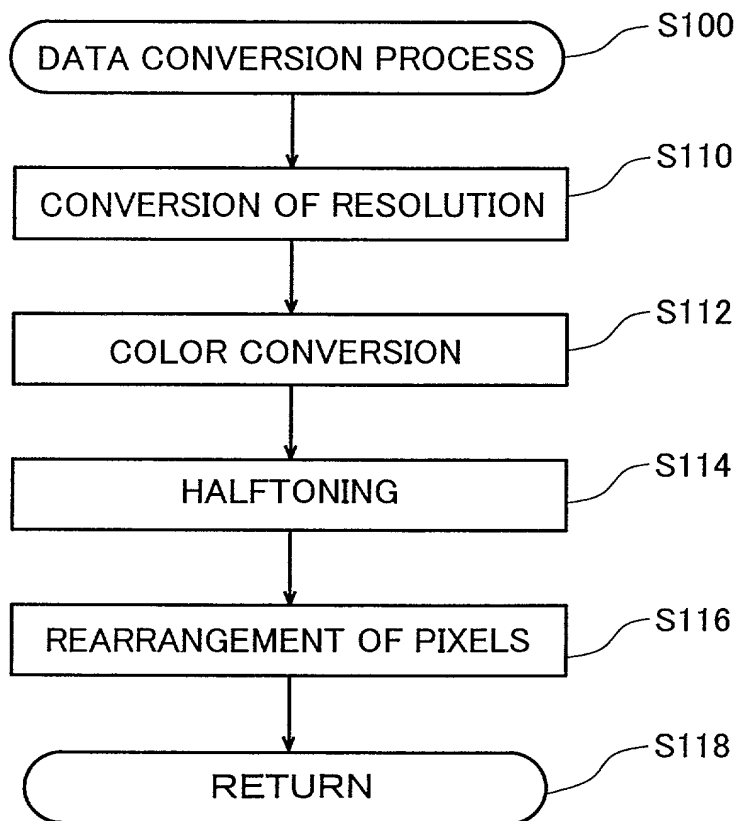 S100
DATA CONVERSION PROCESS
S110
CONVERSION OF RESOLUTION
S112
COLOR CONVERSION
S114
HALFTONING
S116
REARRANGEMENT OF PIXELS
S118
RETURN